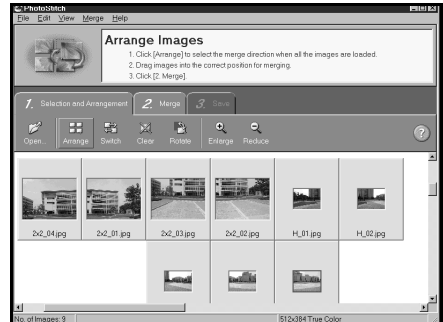 PhotoStitch
File Edit View Merge Help
Arrange Images
1. Click [Arrange] to select the merge direction when all the images are loaded.
2. Drag images into the correct position for merging.
3. Click [2. Merge].
1. Selection and Arrangement 2. Merge 3. Save
Open... Arrange Switch Clear Rotate Enlarge Reduce
2x2_04.jpg 2x2_01.jpg 2x2_03.jpg 2x2_02.jpg H_01.jpg H_02.jpg
No. of Images: 9 512x384 True Color